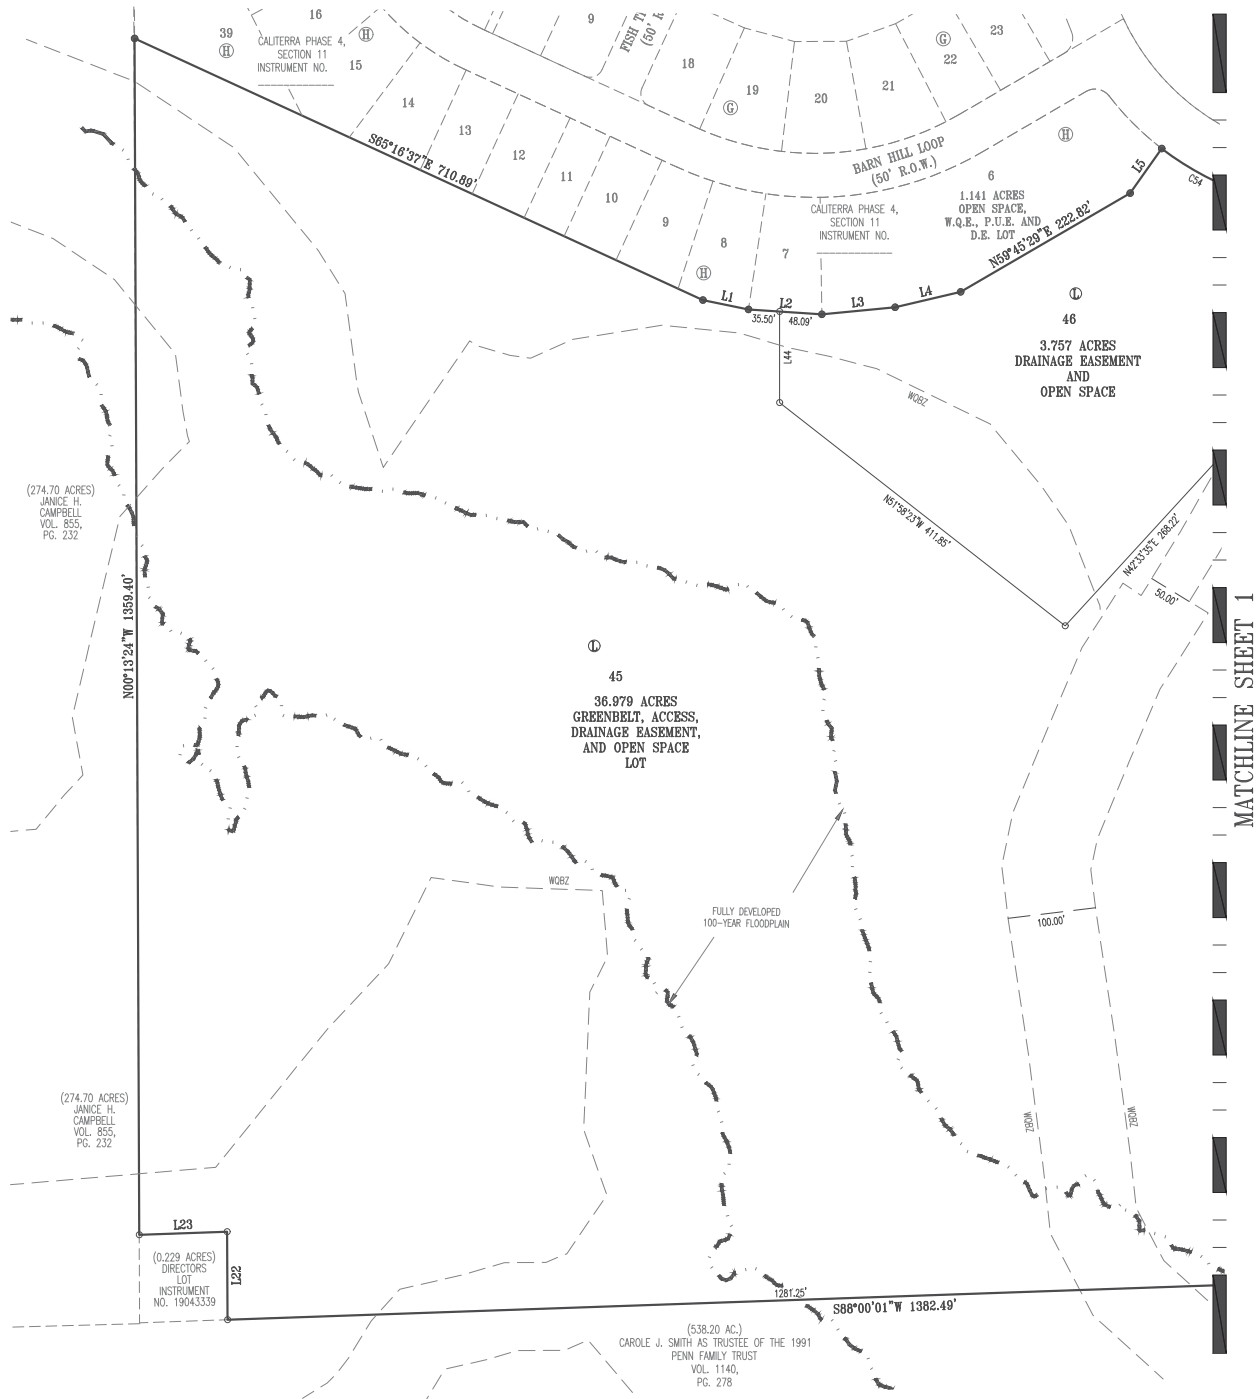 39
H
CALITERRA PHASE 4,
SECTION 11
INSTRUMENT NO.
16
H
15
14
13
12
11
10
9
8
7
H
S65°16'37"E 710.89'
9
FISH T
(50' R
18
19
G
20
21
G
22
23
BARN HILL LOOP
(50' R.O.W.)
H
6
1.141 ACRES
OPEN SPACE,
W.Q.E., P.U.E. AND
D.E. LOT
CALITERRA PHASE 4,
SECTION 11
INSTRUMENT NO.
L5
C54
N59°45'29"E 222.82'
L1
L2
L3
L4
35.50'
48.09'
L44
L
46
3.757 ACRES
DRAINAGE EASEMENT
AND
OPEN SPACE
WQBZ
N51°58'23"W 411.85'
N42°33'35"E 268.22'
50.00'
MATCHLINE SHEET 1
(274.70 ACRES)
JANICE H.
CAMPBELL
VOL. 855,
PG. 232
N00°13'24"W 1359.40'
L
45
36.979 ACRES
GREENBELT, ACCESS,
DRAINAGE EASEMENT,
AND OPEN SPACE
LOT
WQBZ
FULLY DEVELOPED
100-YEAR FLOODPLAIN
100.00'
WQBZ
WQBZ
(274.70 ACRES)
JANICE H.
CAMPBELL
VOL. 855,
PG. 232
L23
L22
(0.229 ACRES)
DIRECTORS
LOT
INSTRUMENT
NO. 19043339
1281.25'
S88°00'01"W 1382.49'
(538.20 AC.)
CAROLE J. SMITH AS TRUSTEE OF THE 1991
PENN FAMILY TRUST
VOL. 1140,
PG. 278